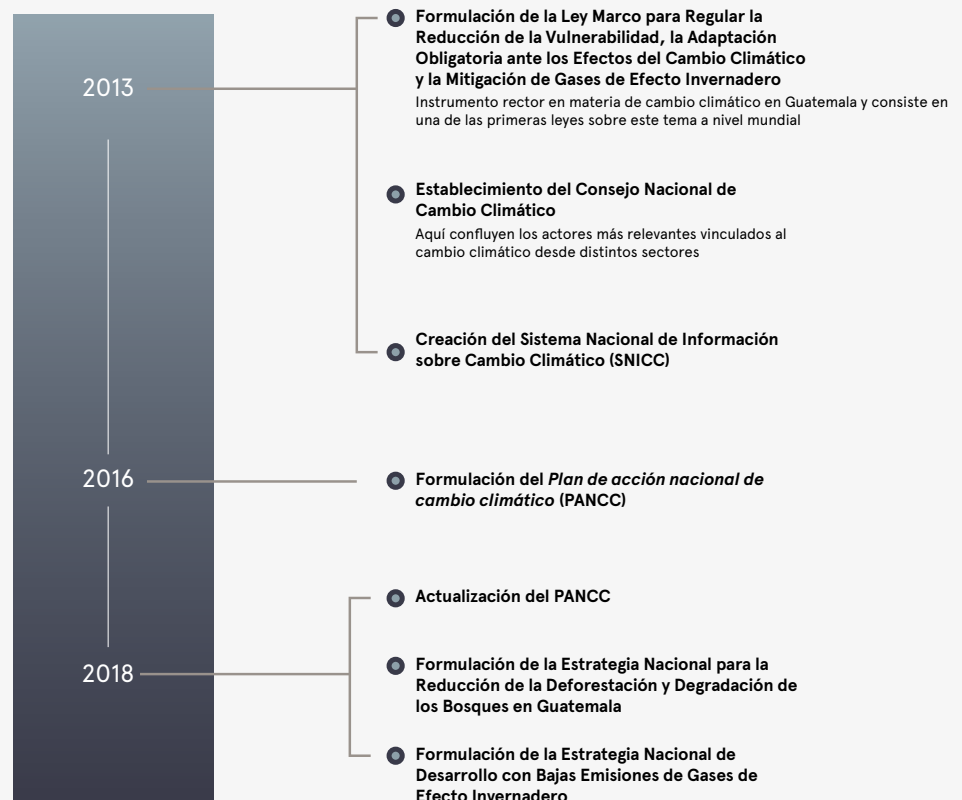 2013
Formulación de la Ley Marco para Regular la
Reducción de la Vulnerabilidad, la Adaptación
Obligatoria ante los Efectos del Cambio Climático
y la Mitigación de Gases de Efecto Invernadero
Instrumento rector en materia de cambio climático en Guatemala y consiste en
una de las primeras leyes sobre este tema a nivel mundial
Establecimiento del Consejo Nacional de
Cambio Climático
Aquí confluyen los actores más relevantes vinculados al
cambio climático desde distintos sectores
Creación del Sistema Nacional de Información
sobre Cambio Climático (SNICC)
2016
Formulación del Plan de acción nacional de
cambio climático (PANCC)
2018
Actualización del PANCC
Formulación de la Estrategia Nacional para la
Reducción de la Deforestación y Degradación de
los Bosques en Guatemala
Formulación de la Estrategia Nacional de
Desarrollo con Bajas Emisiones de Gases de
Efecto Invernadero